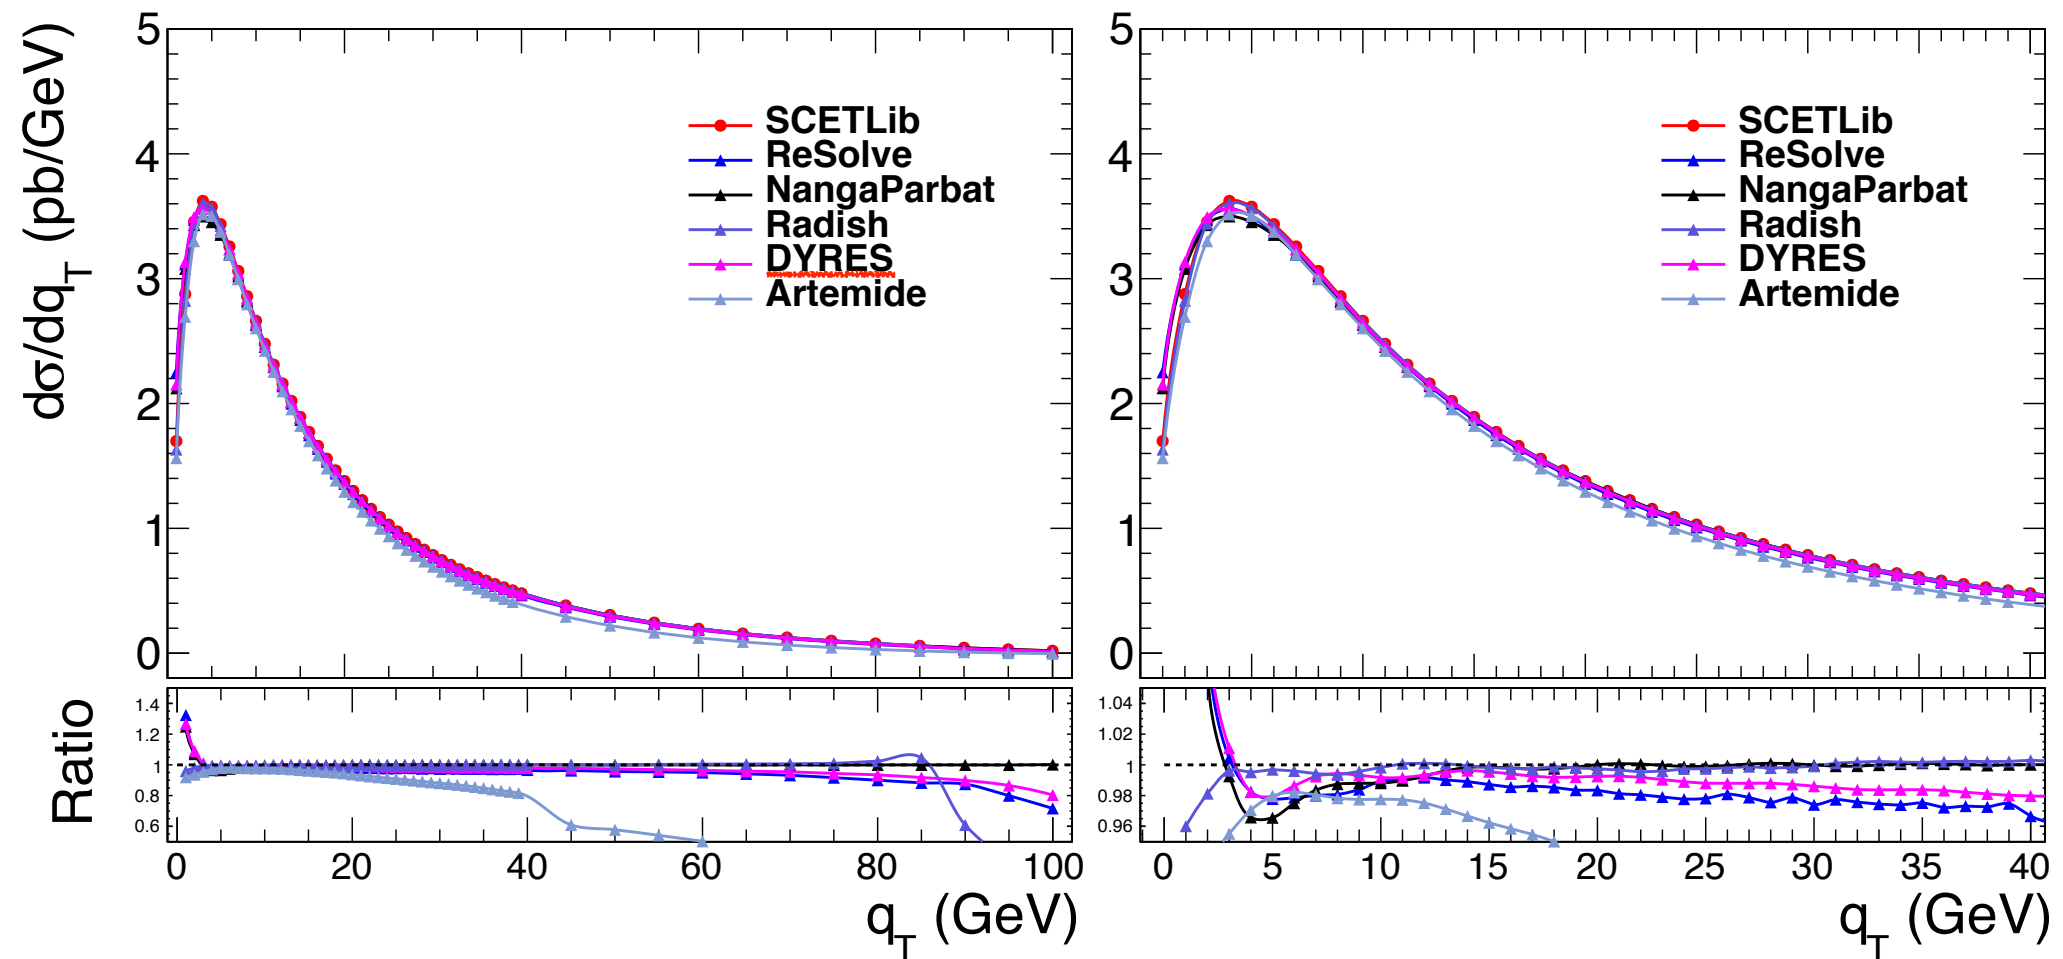 dσ/dqT (pb/GeV)
5
4
3
2
1
0
SCETLib
ReSolve
NangaParbat
Radish
DYRES
Artemide
Ratio
1.4
1.2
1
0.8
0.6
0 20 40 60 80 100
qT (GeV)
5
4
3
2
1
0
SCETLib
ReSolve
NangaParbat
Radish
DYRES
Artemide
1.04
1.02
1
0.98
0.96
0 5 10 15 20 25 30 35 40
qT (GeV)